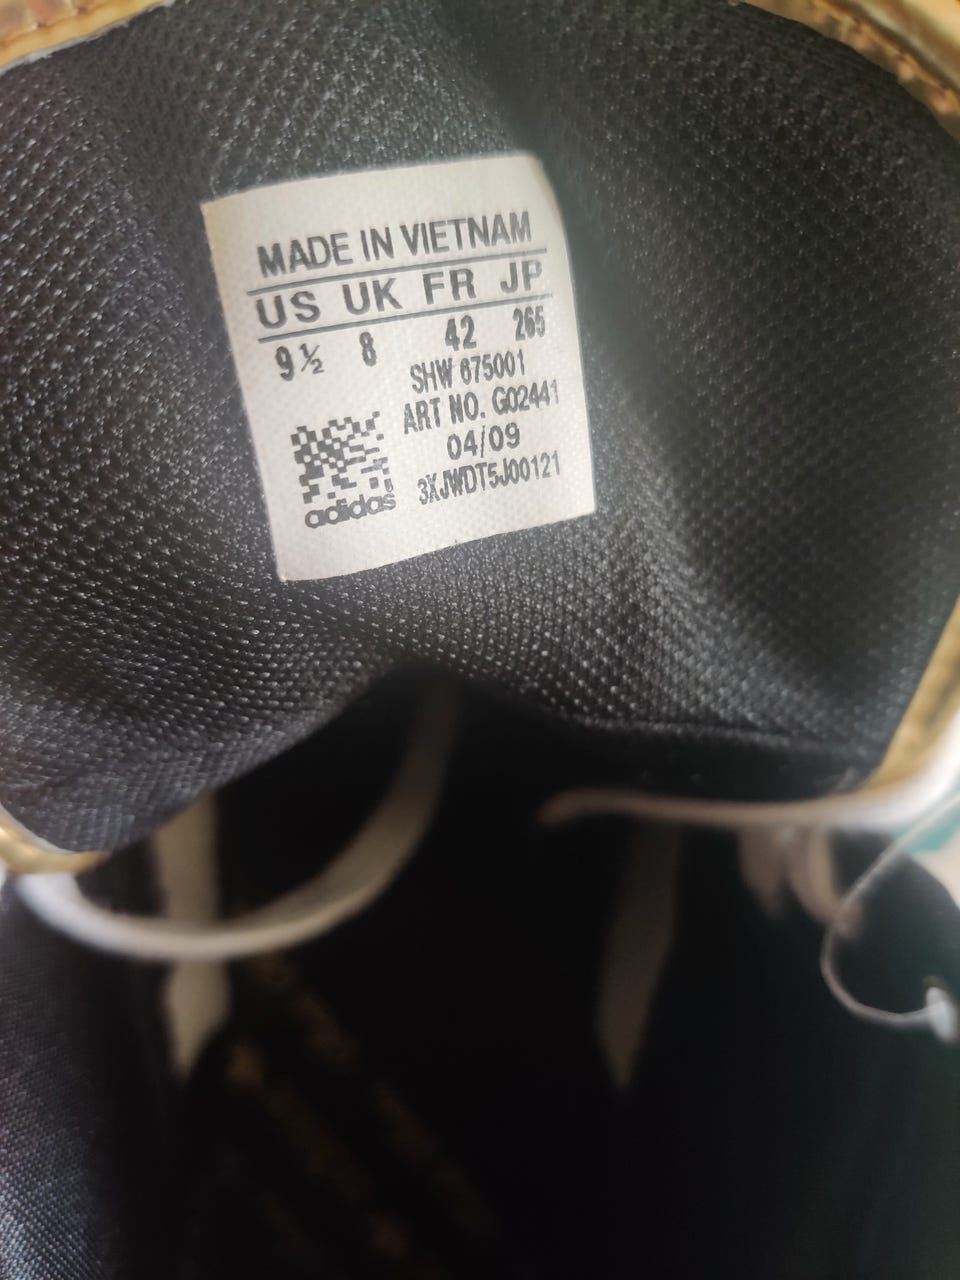 MADE IN VIETNAM
US UK FR JP
9½ 8 42 265
SHW 675001
ART NO. G02441
04/09
3XJWDT5J00121
adidas